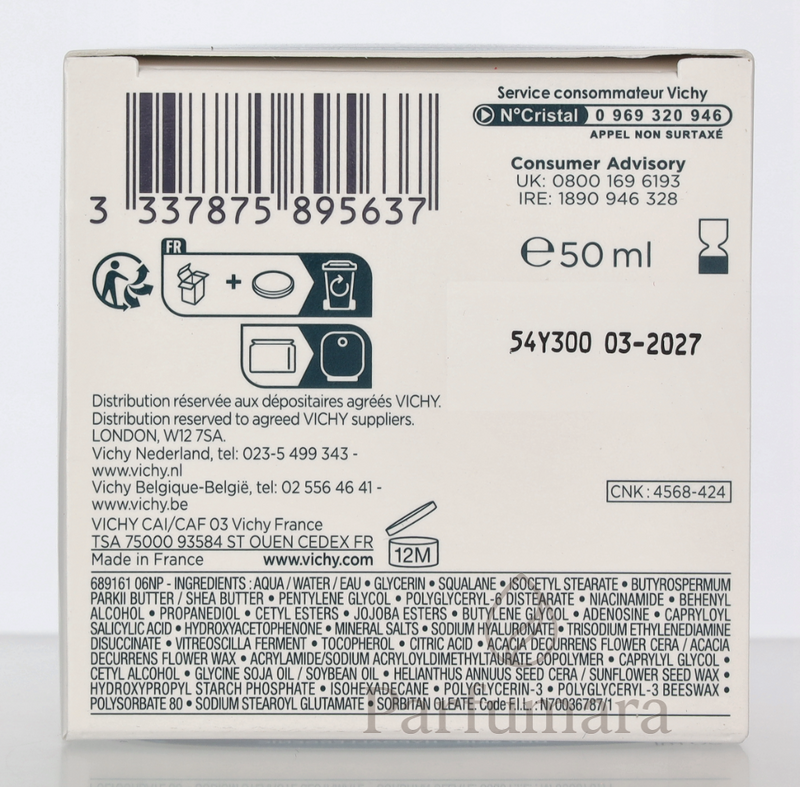 Service consommateur Vichy
N°Cristal 0 969 320 946
APPEL NON SURTAXÉ
Consumer Advisory
UK: 0800 169 6193
IRE: 1890 946 328
3 337875 895637
FR
+
e50 ml
54Y300 03-2027
Distribution réservée aux dépositaires agréés VICHY.
Distribution reserved to agreed VICHY suppliers.
LONDON, W12 7SA.
Vichy Nederland, tel: 023-5 499 343 -
www.vichy.nl
Vichy Belgique-België, tel: 02 556 46 41 -
www.vichy.be
CNK : 4568-424
VICHY CAI/CAF 03 Vichy France
TSA 75000 93584 ST OUEN CEDEX FR
Made in France www.vichy.com
12M
689161 06NP - INGREDIENTS : AQUA / WATER / EAU • GLYCERIN • SQUALANE • ISOCETYL STEARATE • BUTYROSPERMUM
PARKII BUTTER / SHEA BUTTER • PENTYLENE GLYCOL • POLYGLYCERYL-6 DISTEARATE • NIACINAMIDE • BEHENYL
ALCOHOL • PROPANEDIOL • CETYL ESTERS • JOJOBA ESTERS • BUTYLENE GLYCOL • ADENOSINE • CAPRYLOYL
SALICYLIC ACID • HYDROXYACETOPHENONE • MINERAL SALTS • SODIUM HYALURONATE • TRISODIUM ETHYLENEDIAMINE
DISUCCINATE • VITREOSCILLA FERMENT • TOCOPHEROL • CITRIC ACID • ACACIA DECURRENS FLOWER CERA / ACACIA
DECURRENS FLOWER WAX • ACRYLAMIDE/SODIUM ACRYLOYLDIMETHYLTAURATE COPOLYMER • CAPRYLYL GLYCOL •
CETYL ALCOHOL • GLYCINE SOJA OIL / SOYBEAN OIL • HELIANTHUS ANNUUS SEED CERA / SUNFLOWER SEED WAX •
HYDROXYPROPYL STARCH PHOSPHATE • ISOHEXADECANE • POLYGLYCERIN-3 • POLYGLYCERYL-3 BEESWAX •
POLYSORBATE 80 • SODIUM STEAROYL GLUTAMATE • SORBITAN OLEATE. Code F.I.L. : N70036787/1
Parfumara